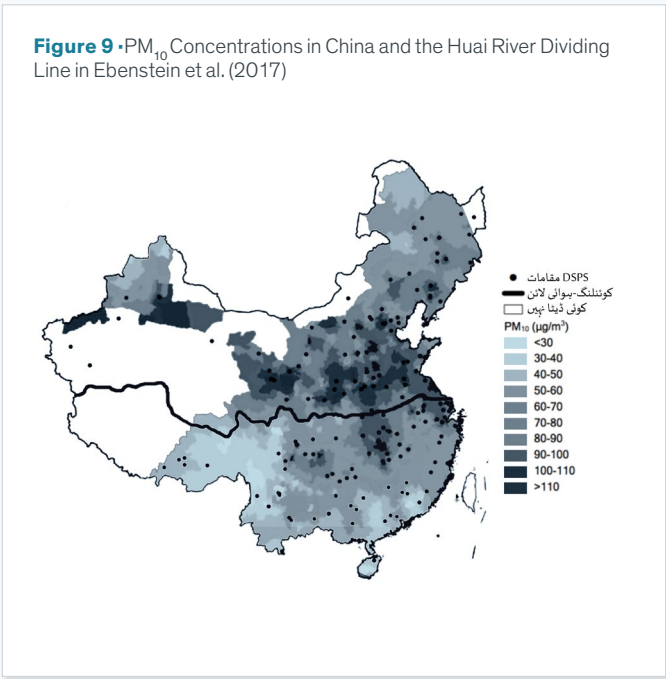 Figure 9 · PM₁₀ Concentrations in China and the Huai River Dividing
Line in Ebenstein et al. (2017)
DSPS مقامات
کوئنلنگ-ہوائی لائن
کوئی ڈیٹا نہیں
PM₁₀ (µg/m³)
<30
30-40
40-50
50-60
60-70
70-80
80-90
90-100
100-110
>110